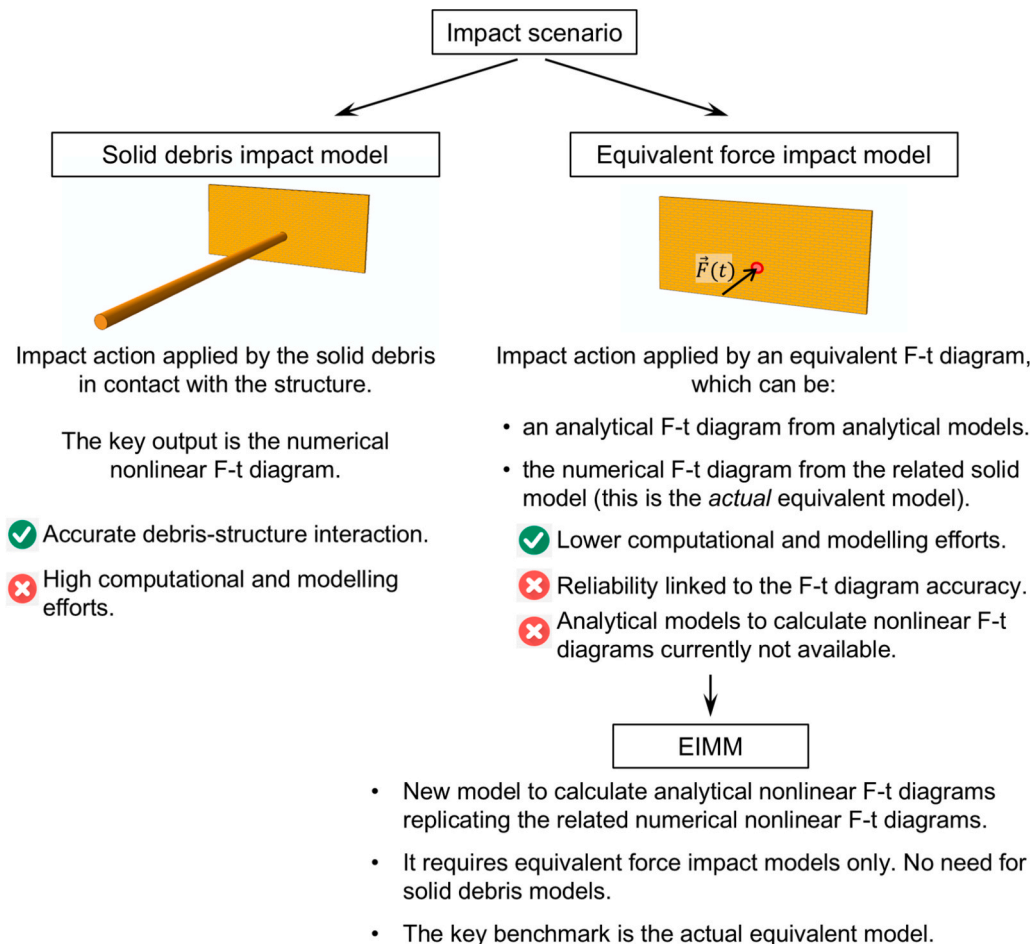 Impact scenario
Solid debris impact model
Impact action applied by the solid debris
in contact with the structure.
The key output is the numerical
nonlinear F-t diagram.
Accurate debris-structure interaction.
High computational and modelling
efforts.
Equivalent force impact model
F⃗(t)
Impact action applied by an equivalent F-t diagram,
which can be:
• an analytical F-t diagram from analytical models.
• the numerical F-t diagram from the related solid
model (this is the actual equivalent model).
Lower computational and modelling efforts.
Reliability linked to the F-t diagram accuracy.
Analytical models to calculate nonlinear F-t
diagrams currently not available.
EIMM
• New model to calculate analytical nonlinear F-t diagrams
replicating the related numerical nonlinear F-t diagrams.
• It requires equivalent force impact models only. No need for
solid debris models.
• The key benchmark is the actual equivalent model.